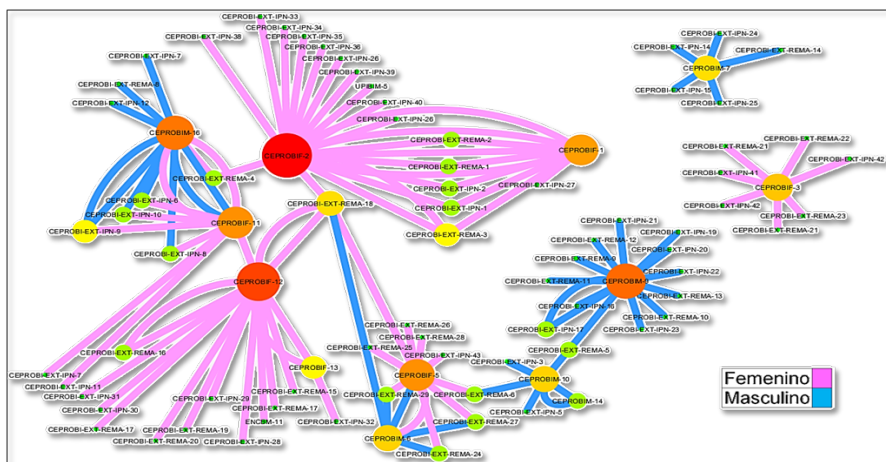 CEPROBI-EXT-IPN-33
CEPROBI-EXT-IPN-34
CEPROBI-EXT-IPN-38
CEPROBI-EXT-IPN-35
CEPROBI-EXT-IPN-36
CEPROBI-EXT-IPN-26
CEPROBI-EXT-IPN-39
UPIBIM-5
CEPROBI-EXT-IPN-40
CEPROBI-EXT-IPN-26
CEPROBI-EXT-IPN-7
CEPROBI-EXT-IPN-12
CEPROBIM-16
CEPROBIF-2
CEPROBIF-1
CEPROBI-EXT-REMA-2
CEPROBI-EXT-REMA-1
CEPROBI-EXT-IPN-2
CEPROBI-EXT-IPN-27
CEPROBI-EXT-IPN-1
CEPROBI-EXT-REMA-3
CEPROBI-EXT-REMA-4
CEPROBI-EXT-IPN-6
CEPROBI-EXT-IPN-10
CEPROBI-EXT-IPN-9
CEPROBIF-11
CEPROBI-EXT-REMA-18
CEPROBI-EXT-IPN-8
CEPROBIF-12
CEPROBI-EXT-IPN-24
CEPROBI-EXT-IPN-14
CEPROBI-EXT-REMA-14
CEPROBIM-7
CEPROBI-EXT-IPN-15
CEPROBI-EXT-IPN-25
CEPROBI-EXT-REMA-22
CEPROBI-EXT-REMA-21
CEPROBI-EXT-IPN-42
CEPROBI-EXT-IPN-41
CEPROBIF-3
CEPROBI-EXT-IPN-42
CEPROBI-EXT-REMA-23
CEPROBI-EXT-REMA-21
CEPROBI-EXT-IPN-21
CEPROBI-EXT-IPN-19
CEPROBI-EXT-REMA-12
CEPROBI-EXT-IPN-20
CEPROBI-EXT-REMA-9
CEPROBI-EXT-IPN-22
CEPROBI-EXT-REMA-11
CEPROBI-EXT-REMA-13
CEPROBI-EXT-IPN-16
CEPROBI-EXT-REMA-10
CEPROBI-EXT-IPN-17
CEPROBI-EXT-IPN-23
CEPROBI-EXT-REMA-5
CEPROBI-EXT-REMA-26
CEPROBI-EXT-REMA-28
CEPROBI-EXT-REMA-25
CEPROBI-EXT-IPN-43
CEPROBI-EXT-IPN-3
CEPROBI-EXT-REMA-16
CEPROBIF-13
CEPROBIF-5
CEPROBIM-10
CEPROBI-EXT-IPN-7
CEPROBI-EXT-IPN-11
CEPROBI-EXT-REMA-15
CEPROBI-EXT-REMA-29
CEPROBI-EXT-REMA-6
CEPROBI-EXT-IPN-31
CEPROBI-EXT-IPN-29
CEPROBIM-14
CEPROBI-EXT-IPN-30
CEPROBI-EXT-REMA-17
CEPROBI-EXT-IPN-5
CEPROBI-EXT-IPN-32
CEPROBI-EXT-REMA-27
ENCBM-11
CEPROBI-EXT-REMA-17
CEPROBI-EXT-REMA-19
CEPROBI-EXT-REMA-20
CEPROBI-EXT-IPN-28
CEPROBI-EXT-REMA-24
Femenino
Masculino